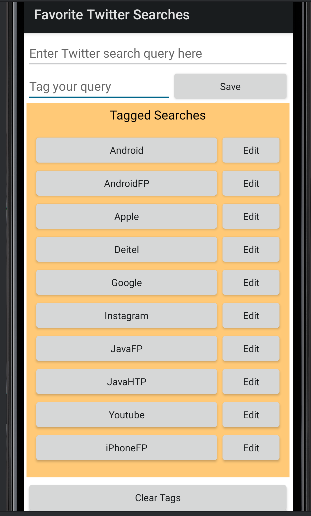 Favorite Twitter Searches
Enter Twitter search query here
Tag your query
Save
Tagged Searches
Android
Edit
AndroidFP
Edit
Apple
Edit
Deitel
Edit
Google
Edit
Instagram
Edit
JavaFP
Edit
JavaHTP
Edit
Youtube
Edit
iPhoneFP
Edit
Clear Tags